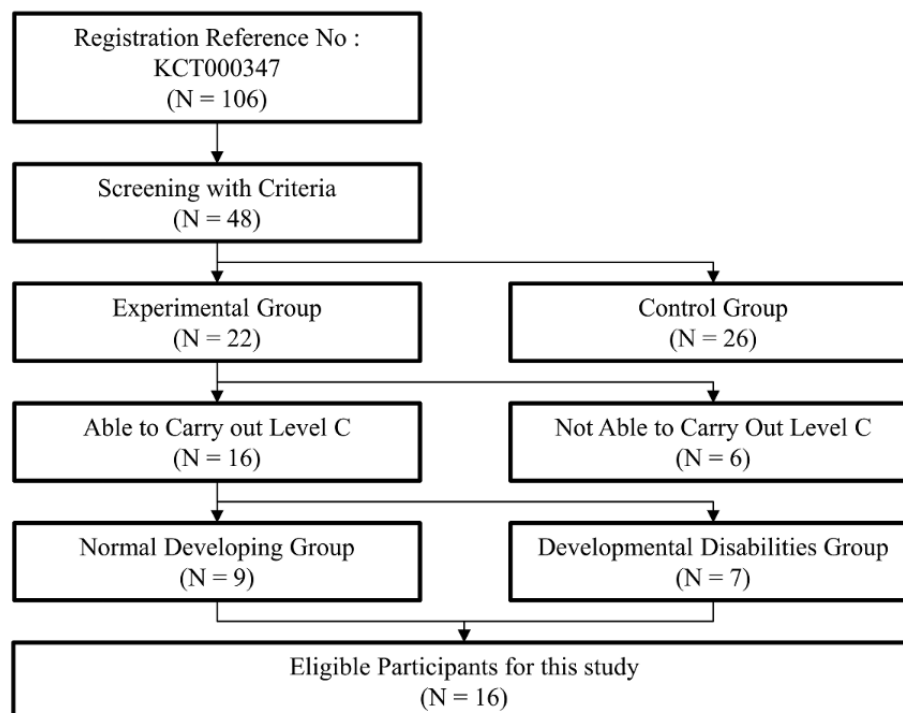 Registration Reference No :
KCT000347
(N = 106)
Screening with Criteria
(N = 48)
Experimental Group
(N = 22)
Control Group
(N = 26)
Able to Carry out Level C
(N = 16)
Not Able to Carry Out Level C
(N = 6)
Normal Developing Group
(N = 9)
Developmental Disabilities Group
(N = 7)
Eligible Participants for this study
(N = 16)